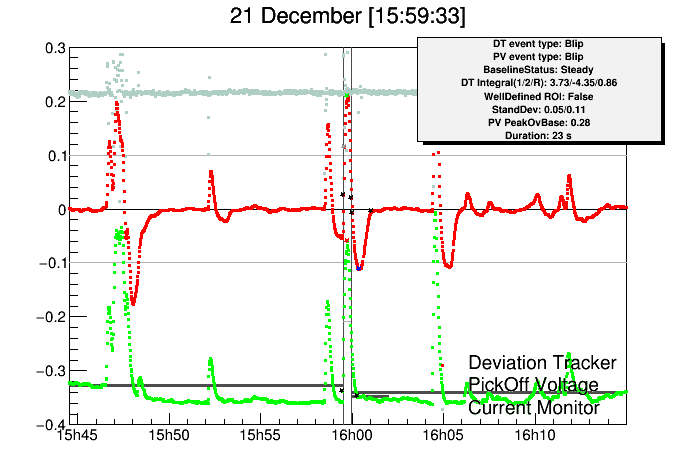 21 December [15:59:33]
DT event type: Blip
PV event type: Blip
BaselineStatus: Steady
DT Integral(1/2/R): 3.73/-4.35/0.86
WellDefined ROI: False
StandDev: 0.05/0.11
PV PeakOvBase: 0.28
Duration: 23 s
0.3
0.2
0.1
0
−0.1
−0.2
−0.3
−0.4
Deviation Tracker
PickOff Voltage
Current Monitor
15h45 15h50 15h55 16h00 16h05 16h10